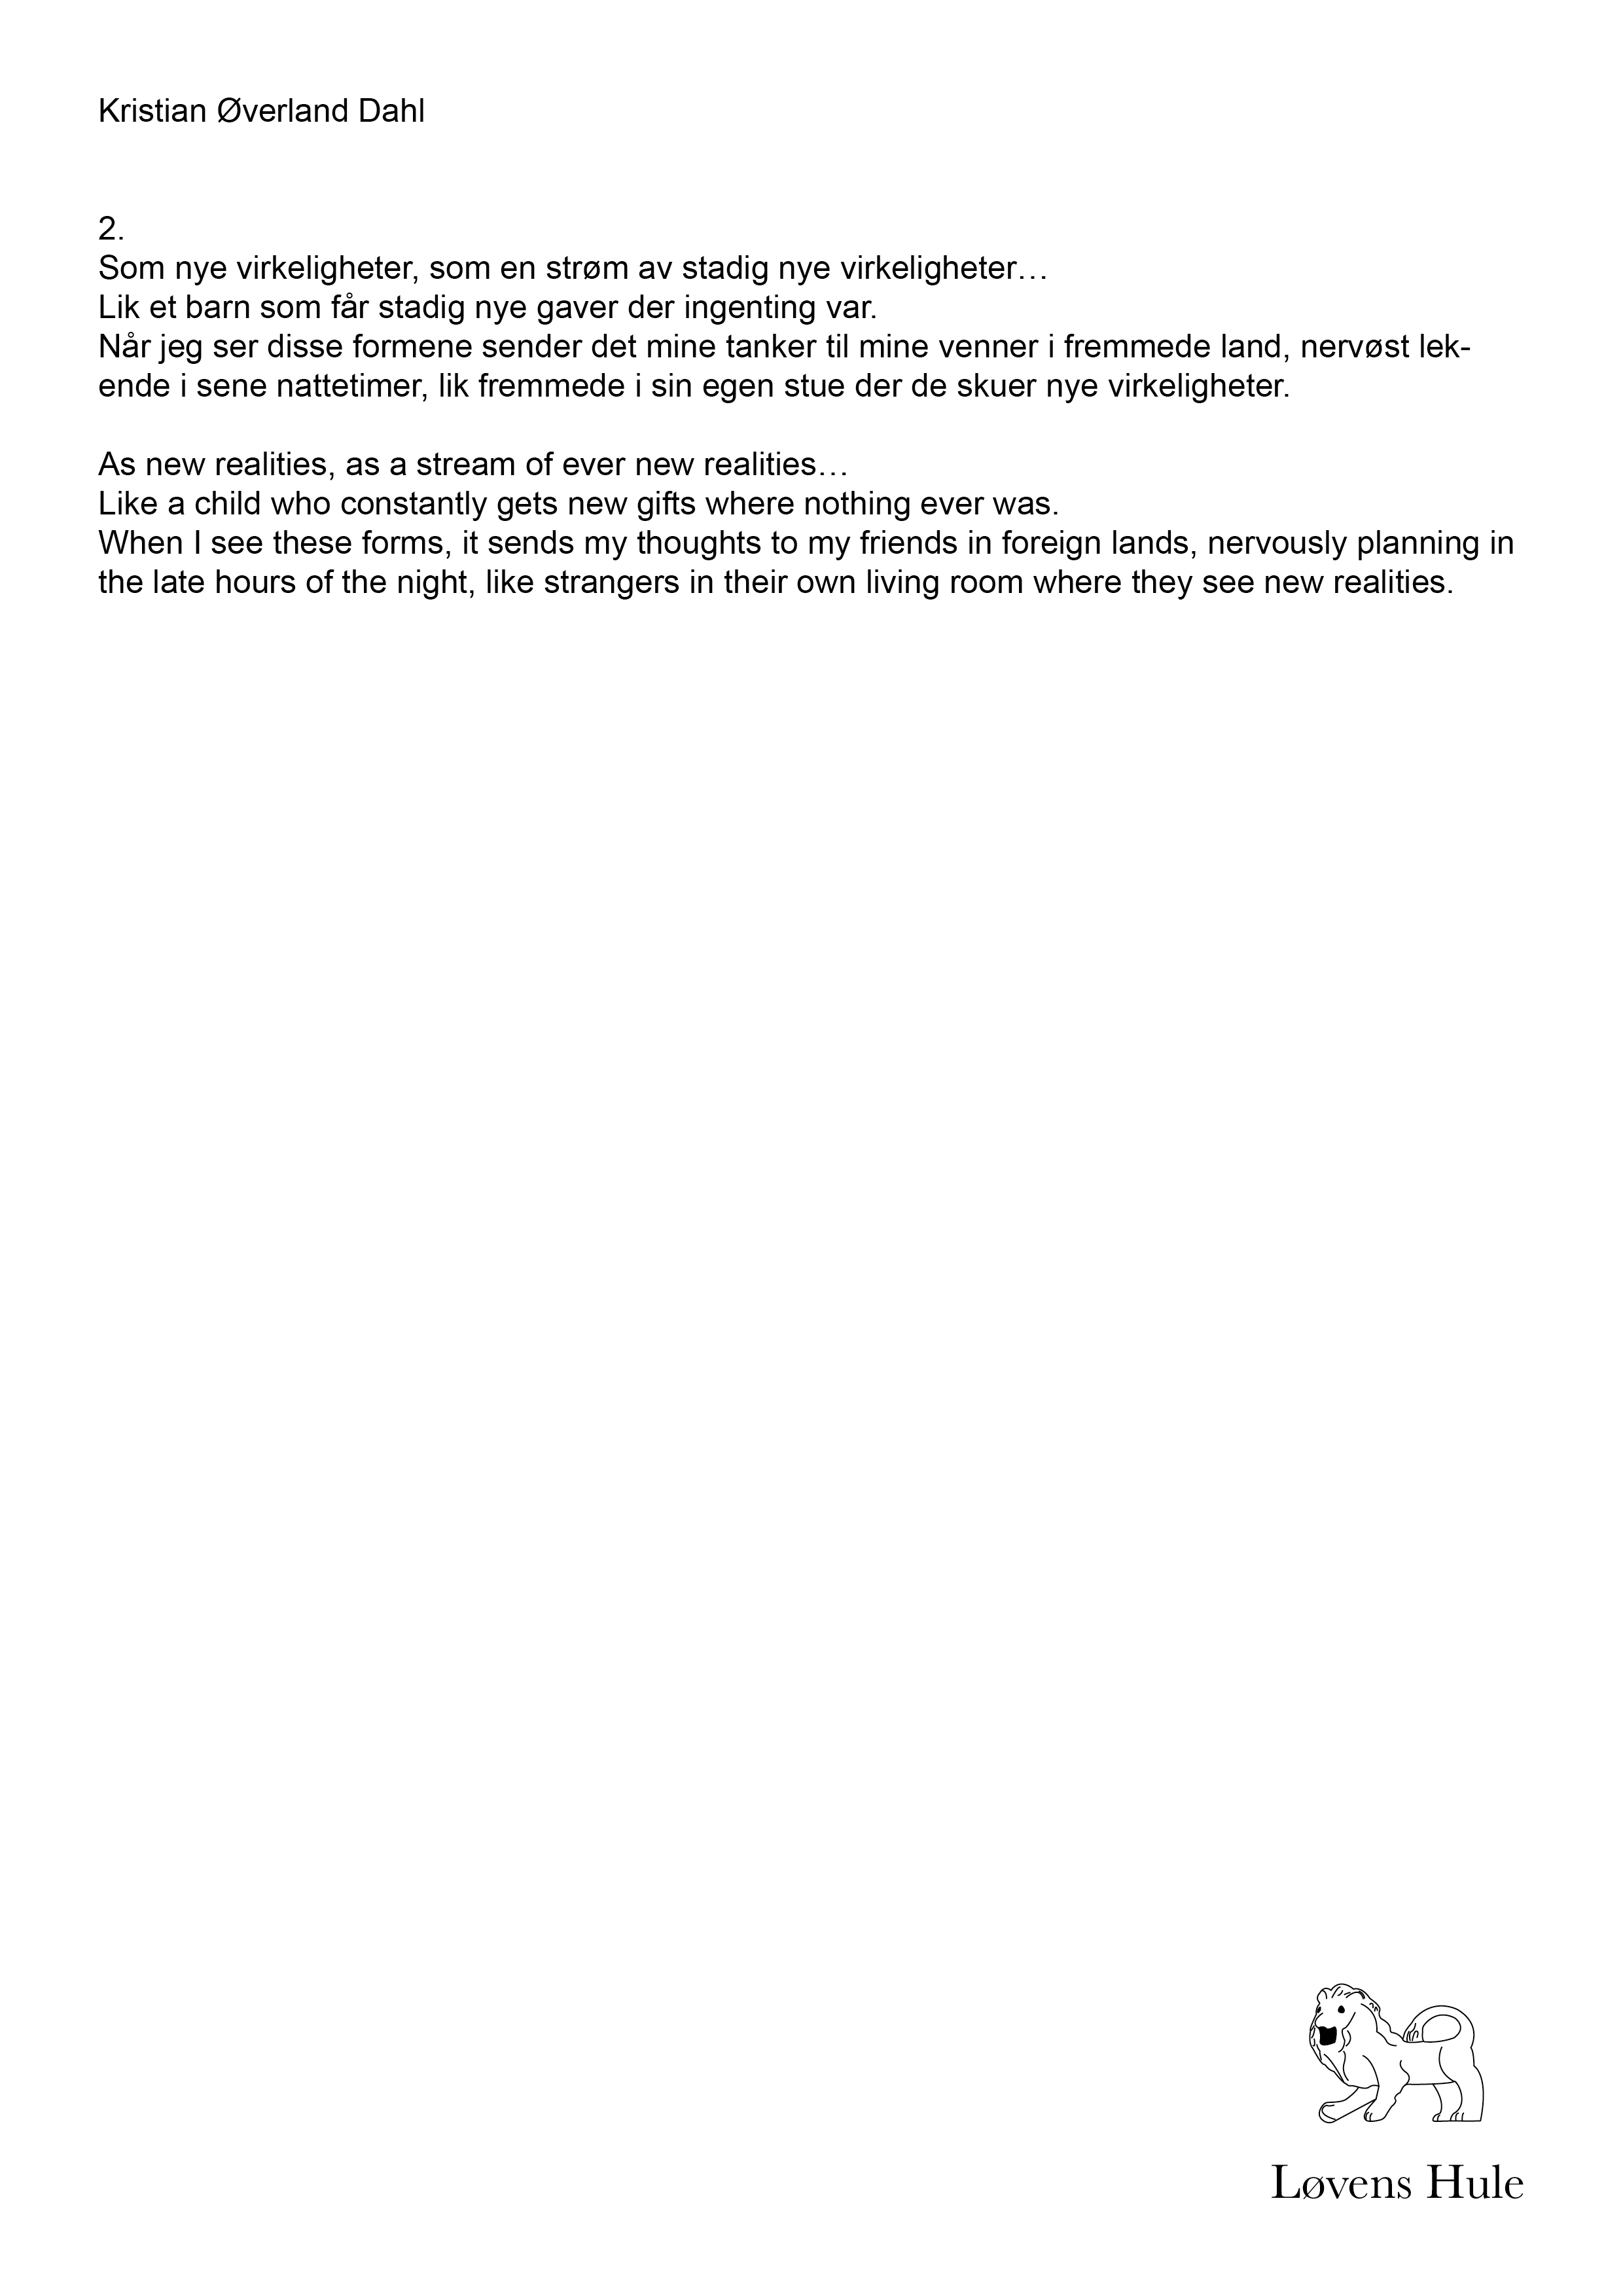 Kristian Øverland Dahl
2.
Som nye virkeligheter, som en strøm av stadig nye virkeligheter…
Lik et barn som får stadig nye gaver der ingenting var.
Når jeg ser disse formene sender det mine tanker til mine venner i fremmede land, nervøst lek-
ende i sene nattetimer, lik fremmede i sin egen stue der de skuer nye virkeligheter.
As new realities, as a stream of ever new realities…
Like a child who constantly gets new gifts where nothing ever was.
When I see these forms, it sends my thoughts to my friends in foreign lands, nervously planning in
the late hours of the night, like strangers in their own living room where they see new realities.
Løvens Hule